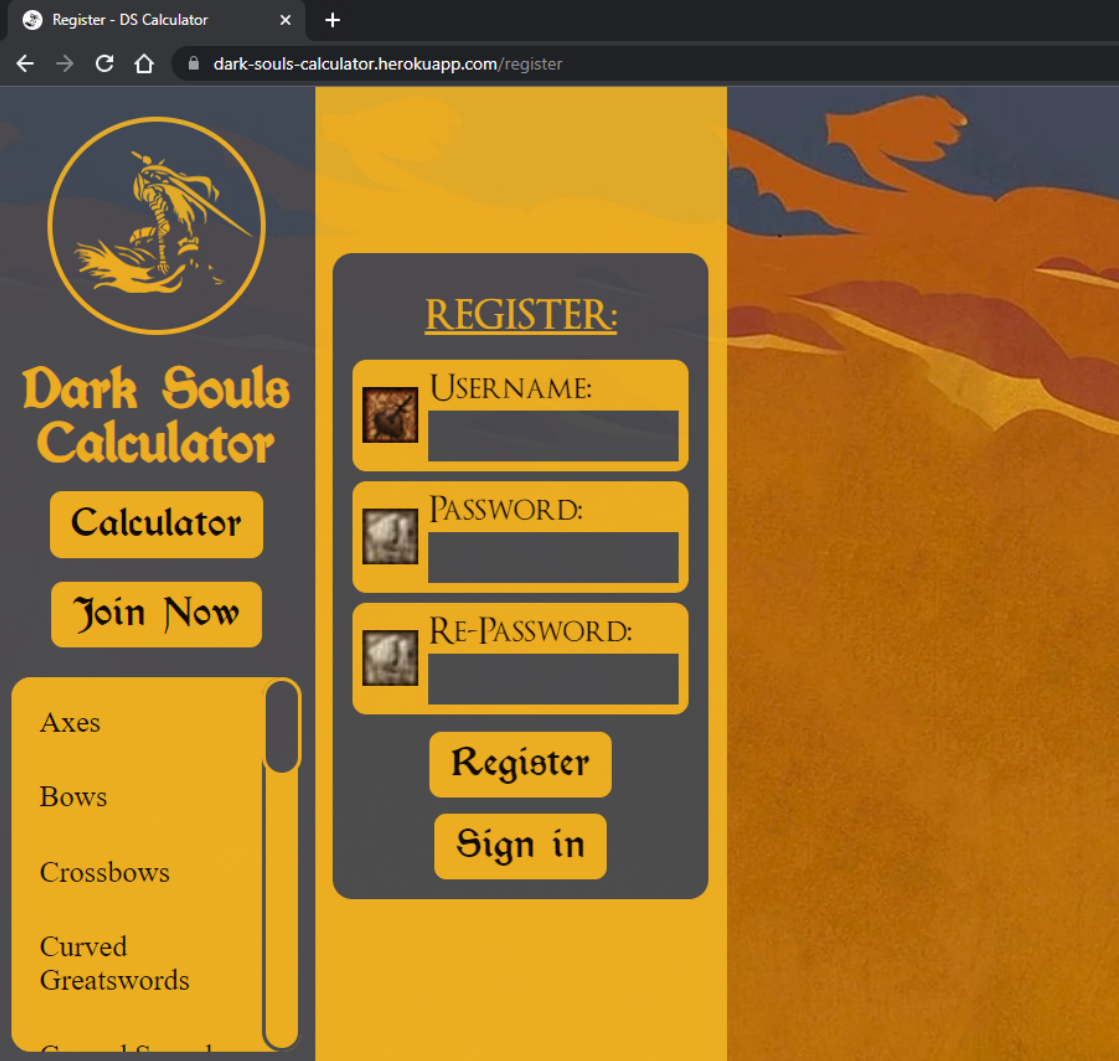 Register - DS Calculator
dark-souls-calculator.herokuapp.com/register
Dark Souls
Calculator
Calculator
Join Now
Axes
Bows
Crossbows
Curved
Greatswords
REGISTER:
USERNAME:
PASSWORD:
RE-PASSWORD:
Register
Sign in